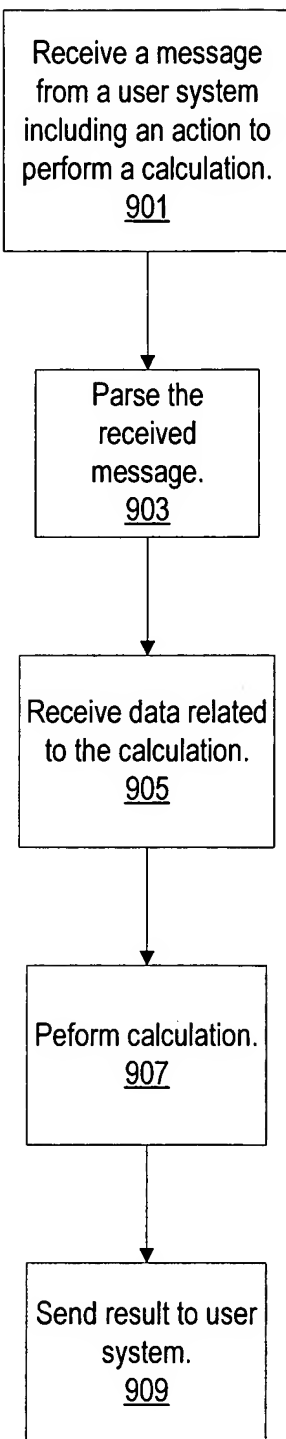 Receive a message
from a user system
including an action to
perform a calculation.
901
Parse the
received
message.
903
Receive data related
to the calculation.
905
Peform calculation.
907
Send result to user
system.
909